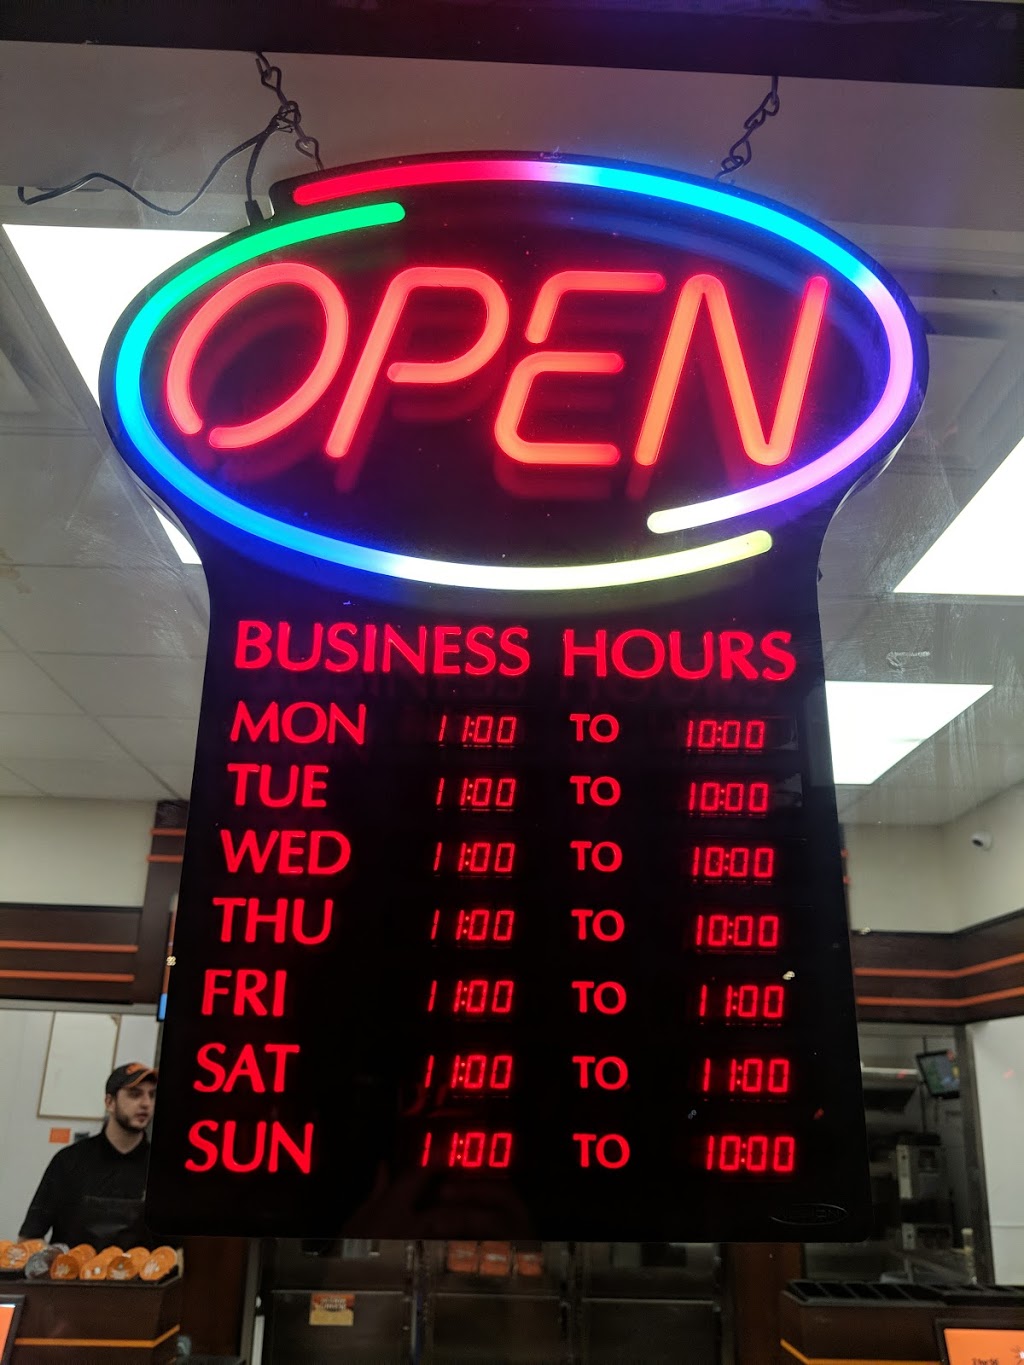 OPEN
BUSINESS HOURS
MON 11:00 TO 10:00
TUE 11:00 TO 10:00
WED 11:00 TO 10:00
THU 11:00 TO 10:00
FRI 11:00 TO 11:00
SAT 11:00 TO 11:00
SUN 11:00 TO 10:00